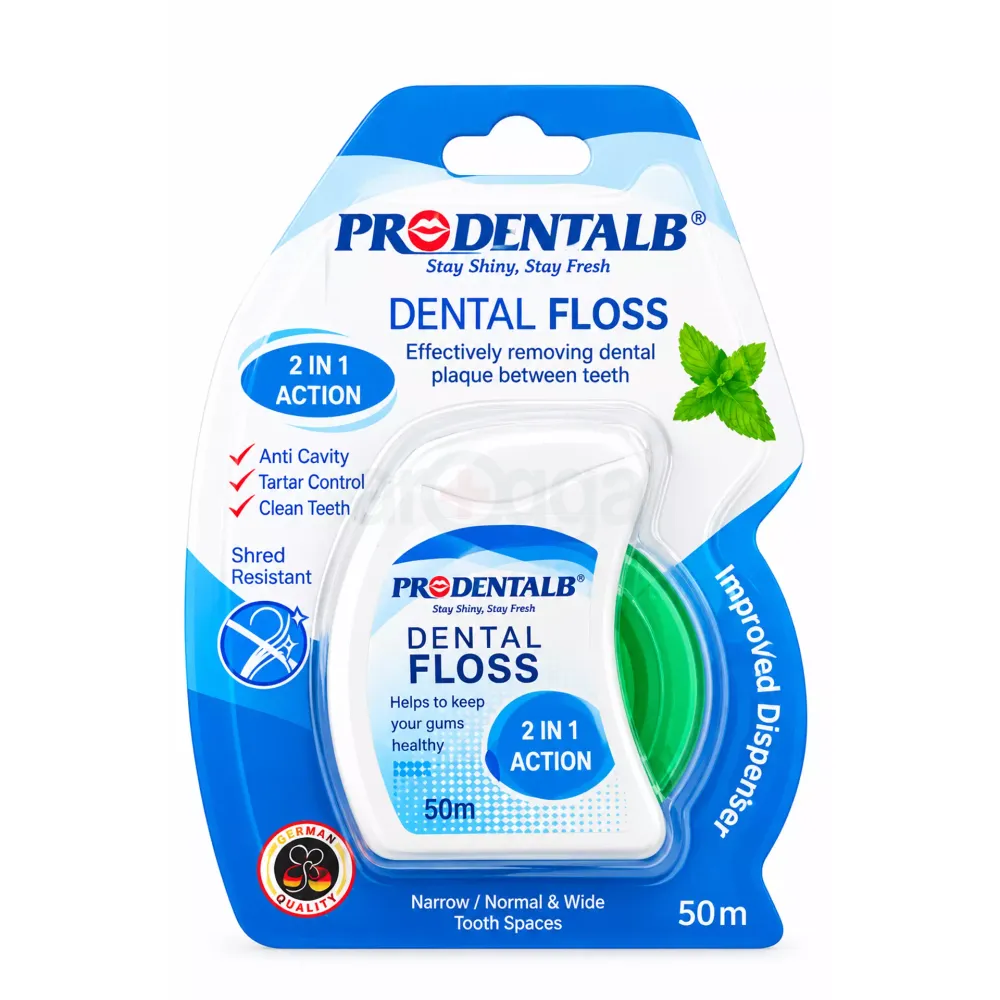 PRODENTALB®
Stay Shiny, Stay Fresh
DENTAL FLOSS
Effectively removing dental
plaque between teeth
2 IN 1
ACTION
Anti Cavity
Tartar Control
Clean Teeth
Shred
Resistant
arogga
PRODENTALB®
Stay Shiny, Stay Fresh
DENTAL
FLOSS
Helps to keep
your gums
healthy
2 IN 1
ACTION
50m
Improved Dispenser
GERMAN
QUALITY
Narrow / Normal & Wide
Tooth Spaces
50m